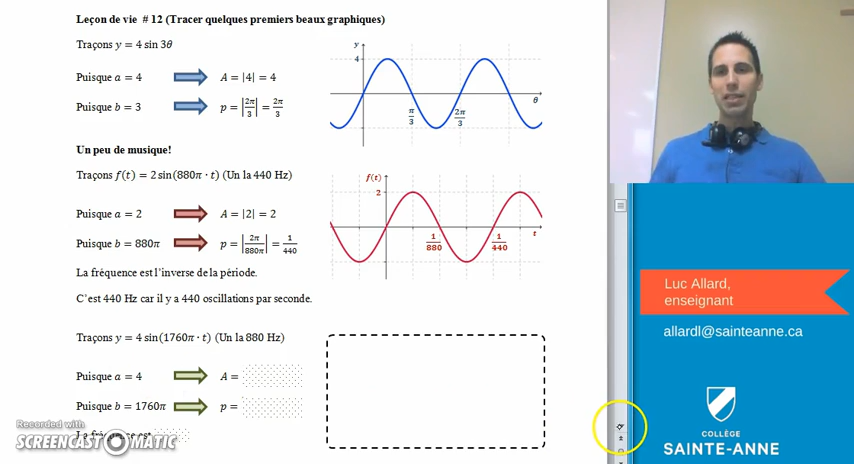 Leçon de vie # 12 (Tracer quelques premiers beaux graphiques)
Traçons y = 4 sin 3θ
Puisque a = 4 A = |4| = 4
Puisque b = 3 p = |2π/3| = 2π/3
y
4
θ
π/3
2π/3
Un peu de musique!
Traçons f(t) = 2 sin(880π · t) (Un la 440 Hz)
Puisque a = 2 A = |2| = 2
Puisque b = 880π p = |2π/880π| = 1/440
f(t)
2
t
1/880
1/440
La fréquence est l'inverse de la période.
C'est 440 Hz car il y a 440 oscillations par seconde.
Traçons y = 4 sin(1760π · t) (Un la 880 Hz)
Puisque a = 4 A =
Puisque b = 1760π p =
La fréquence est
Recorded with
SCREENCAST-O-MATIC
Luc Allard,
enseignant
allardl@sainteanne.ca
COLLÈGE
SAINTE-ANNE